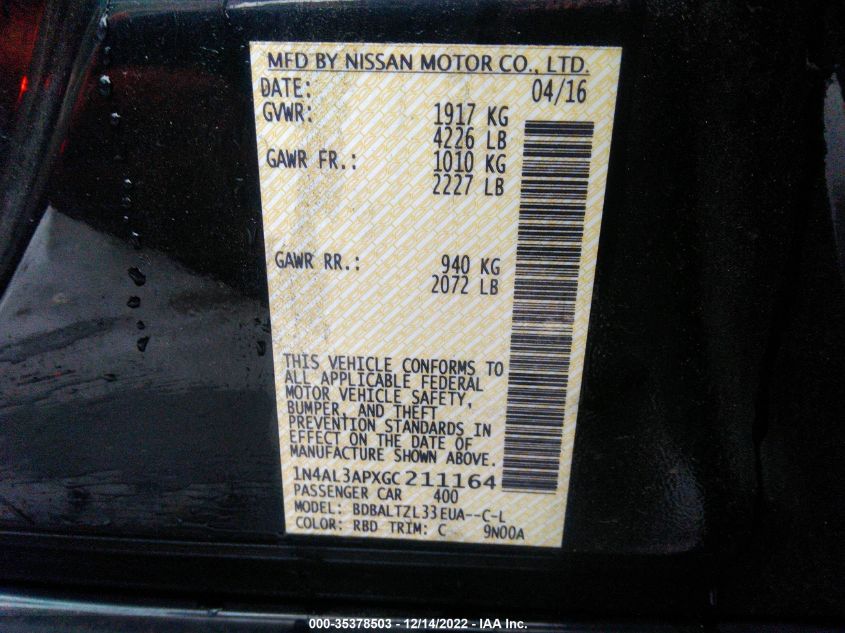 MFD BY NISSAN MOTOR CO., LTD.
DATE: 04/16
GVWR: 1917 KG
4226 LB
GAWR FR.: 1010 KG
2227 LB
GAWR RR.: 940 KG
2072 LB
THIS VEHICLE CONFORMS TO
ALL APPLICABLE FEDERAL
MOTOR VEHICLE SAFETY,
BUMPER, AND THEFT
PREVENTION STANDARDS IN
EFFECT ON THE DATE OF
MANUFACTURE SHOWN ABOVE.
1N4AL3APXGC211164
PASSENGER CAR 400
MODEL: BDBALTZL33EUA--C-L
COLOR: RBD TRIM: C 9N00A
000-35378503 - 12/14/2022 - IAA Inc.